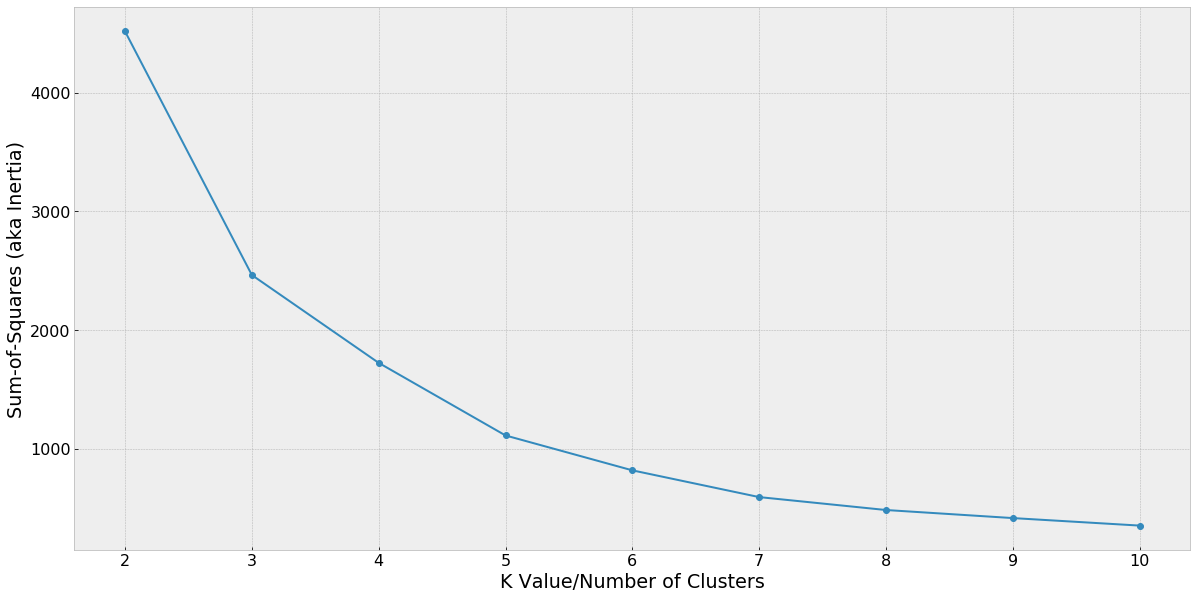 Sum-of-Squares (aka Inertia)
4000
3000
2000
1000
2 3 4 5 6 7 8 9 10
K Value/Number of Clusters